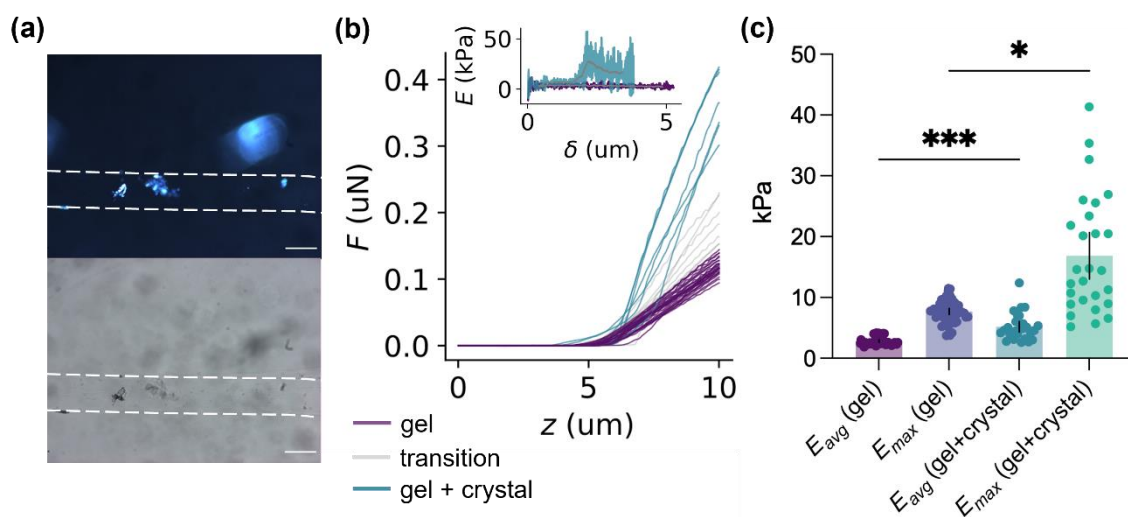 (a)
(b)
(c)
E (kPa)
50
0
0
5
δ (um)
F (uN)
0.4
0.3
0.2
0.1
0.0
0
5
10
z (um)
gel
transition
gel + crystal
kPa
50
40
30
20
10
0
***
*
E_avg (gel)
E_max (gel)
E_avg (gel+crystal)
E_max (gel+crystal)